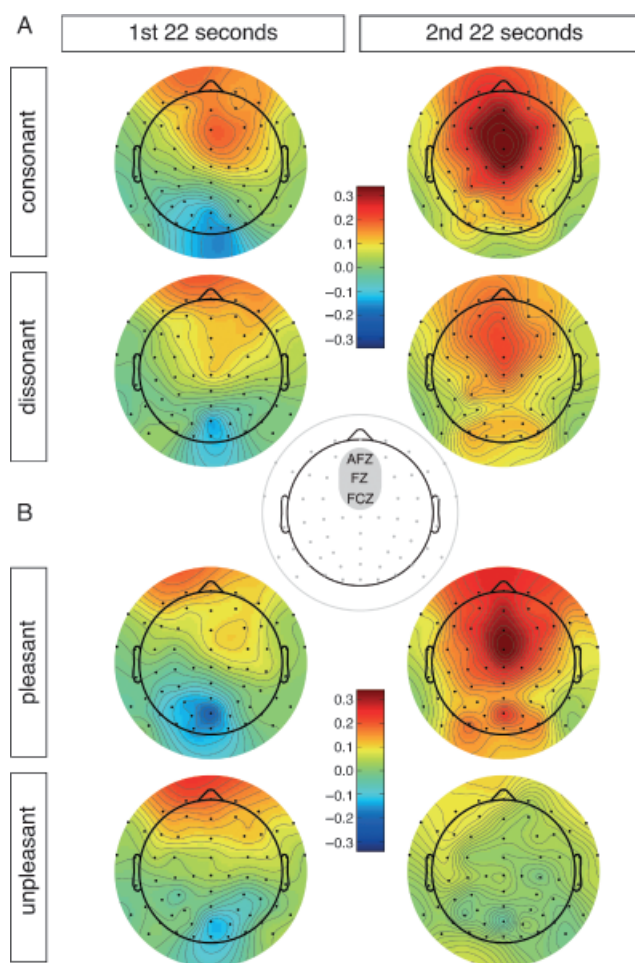 A
1st 22 seconds
2nd 22 seconds
consonant
0.3
0.2
0.1
0.0
−0.1
−0.2
−0.3
dissonant
AFZ
FZ
FCZ
B
pleasant
0.3
0.2
0.1
0.0
−0.1
−0.2
−0.3
unpleasant